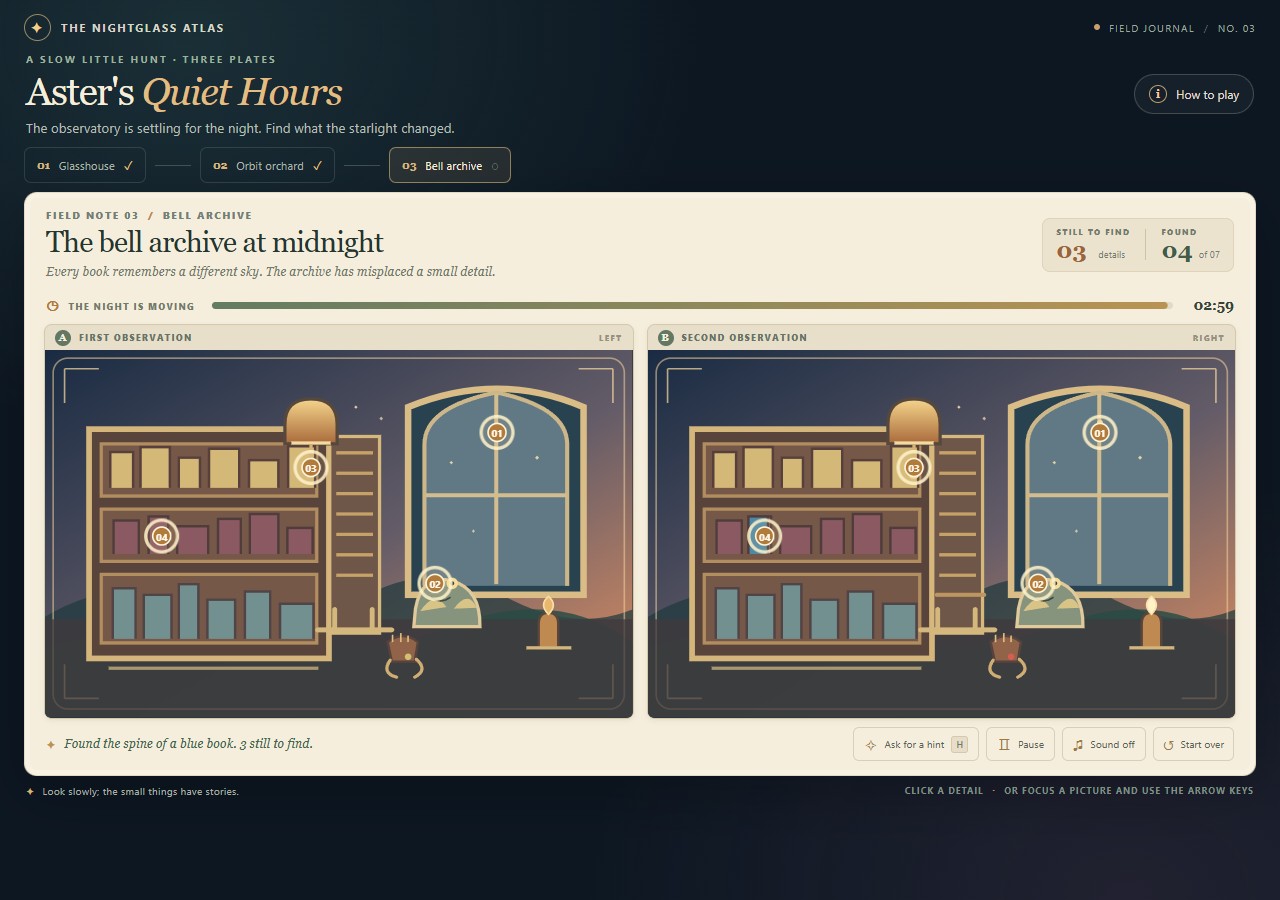 THE NIGHTGLASS ATLAS
FIELD JOURNAL / NO. 03
A SLOW LITTLE HUNT · THREE PLATES
Aster's Quiet Hours
How to play
The observatory is settling for the night. Find what the starlight changed.
01 Glasshouse ✓
02 Orbit orchard ✓
03 Bell archive ○
FIELD NOTE 03 / BELL ARCHIVE
The bell archive at midnight
Every book remembers a different sky. The archive has misplaced a small detail.
STILL TO FIND
03 details
FOUND
04 of 07
THE NIGHT IS MOVING
02:59
A FIRST OBSERVATION LEFT
B SECOND OBSERVATION RIGHT
01
03
04
02
01
03
04
02
Found the spine of a blue book. 3 still to find.
Ask for a hint H
Pause
Sound off
Start over
Look slowly; the small things have stories.
CLICK A DETAIL · OR FOCUS A PICTURE AND USE THE ARROW KEYS